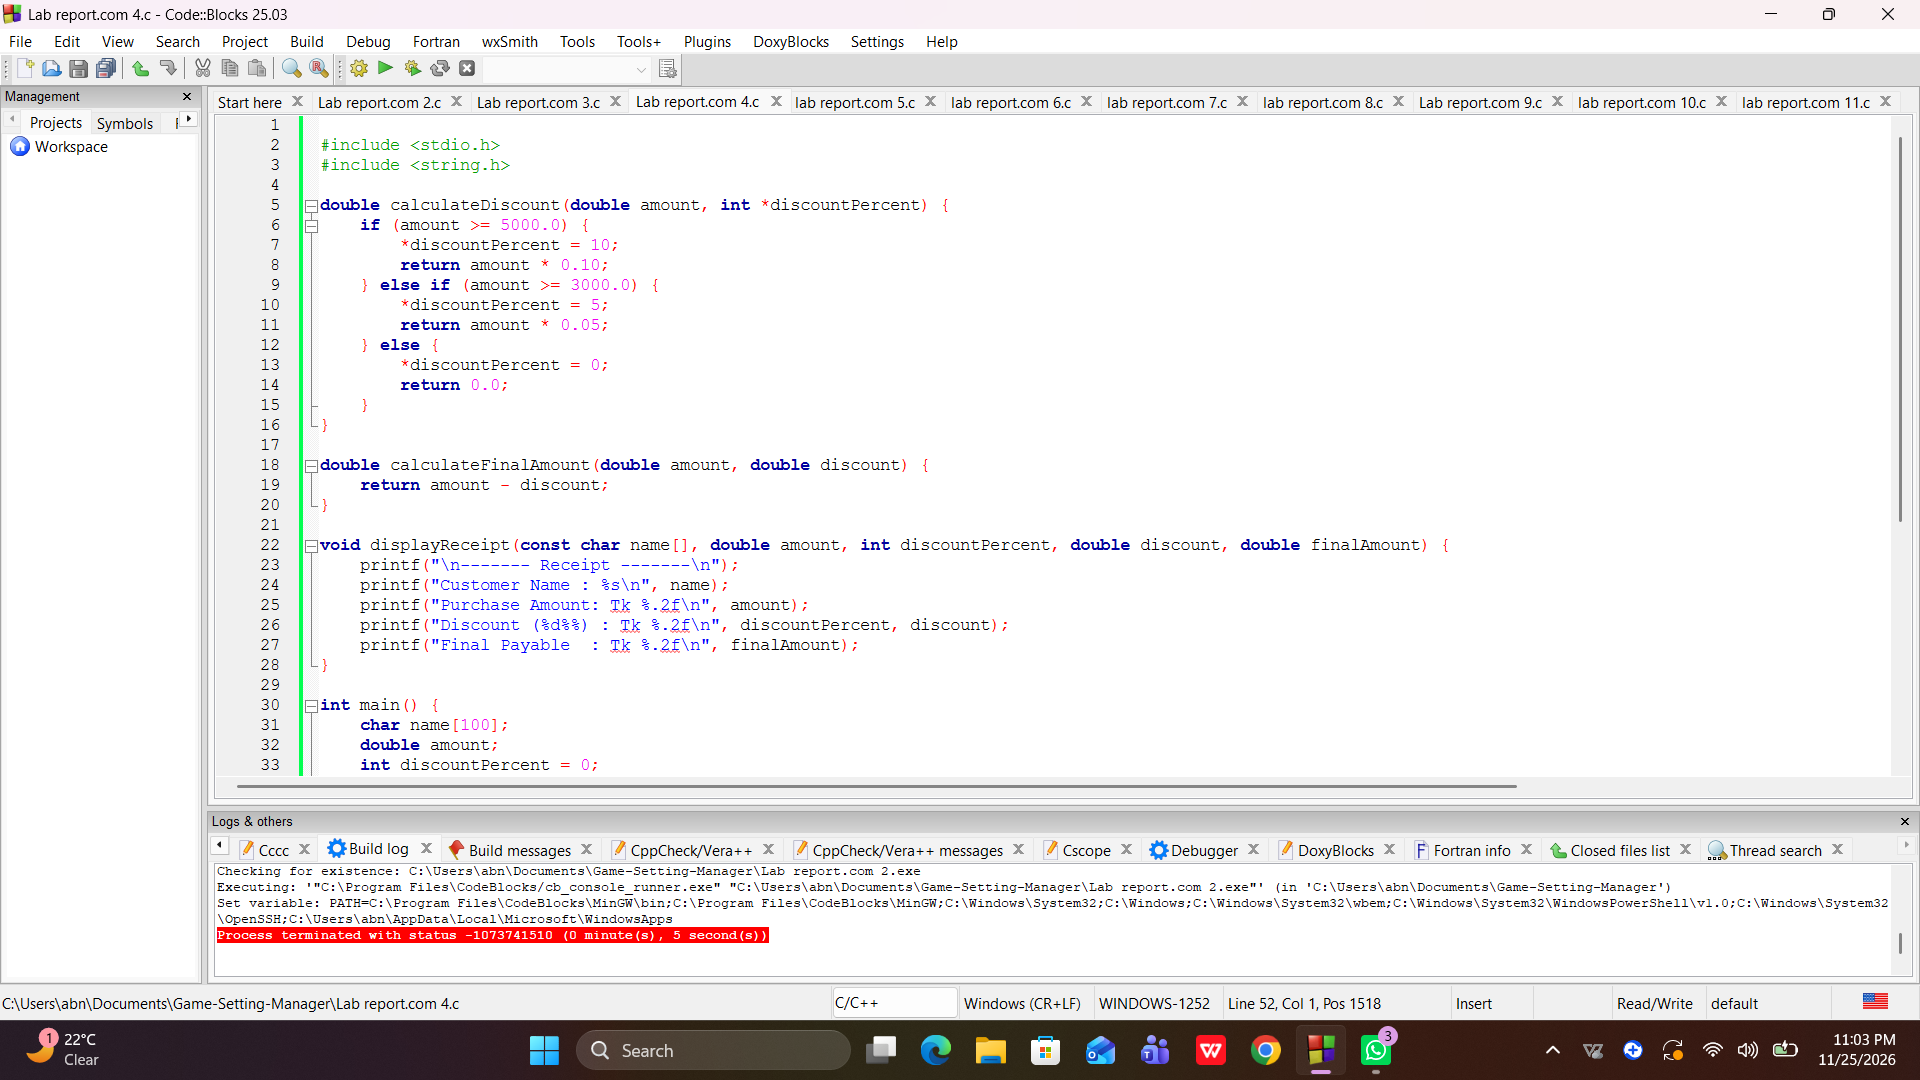 Lab report.com 4.c - Code::Blocks 25.03
File Edit View Search Project Build Debug Fortran wxSmith Tools Tools+ Plugins DoxyBlocks Settings Help
Management
Start here Lab report.com 2.c Lab report.com 3.c Lab report.com 4.c lab report.com 5.c lab report.com 6.c lab report.com 7.c lab report.com 8.c Lab report.com 9.c lab report.com 10.c lab report.com 11.c
Projects Symbols
Workspace
1
2 #include <stdio.h>
3 #include <string.h>
4
5 double calculateDiscount(double amount, int *discountPercent) {
6 if (amount >= 5000.0) {
7 *discountPercent = 10;
8 return amount * 0.10;
9 } else if (amount >= 3000.0) {
10 *discountPercent = 5;
11 return amount * 0.05;
12 } else {
13 *discountPercent = 0;
14 return 0.0;
15 }
16 }
17
18 double calculateFinalAmount(double amount, double discount) {
19 return amount - discount;
20 }
21
22 void displayReceipt(const char name[], double amount, int discountPercent, double discount, double finalAmount) {
23 printf("\n------- Receipt -------\n");
24 printf("Customer Name : %s\n", name);
25 printf("Purchase Amount: Tk %.2f\n", amount);
26 printf("Discount (%d%%) : Tk %.2f\n", discountPercent, discount);
27 printf("Final Payable  : Tk %.2f\n", finalAmount);
28 }
29
30 int main() {
31 char name[100];
32 double amount;
33 int discountPercent = 0;
Logs & others
Cccc Build log Build messages CppCheck/Vera++ CppCheck/Vera++ messages Cscope Debugger DoxyBlocks Fortran info Closed files list Thread search
Checking for existence: C:\Users\abn\Documents\Game-Setting-Manager\Lab report.com 2.exe
Executing: '"C:\Program Files\CodeBlocks/cb_console_runner.exe" "C:\Users\abn\Documents\Game-Setting-Manager\Lab report.com 2.exe"' (in 'C:\Users\abn\Documents\Game-Setting-Manager')
Set variable: PATH=C:\Program Files\CodeBlocks\MinGW\bin;C:\Program Files\CodeBlocks\MinGW;C:\Windows\System32;C:\Windows;C:\Windows\System32\wbem;C:\Windows\System32\WindowsPowerShell\v1.0;C:\Windows\System32
\OpenSSH;C:\Users\abn\AppData\Local\Microsoft\WindowsApps
Process terminated with status -1073741510 (0 minute(s), 5 second(s))
C:\Users\abn\Documents\Game-Setting-Manager\Lab report.com 4.c C/C++ Windows (CR+LF) WINDOWS-1252 Line 52, Col 1, Pos 1518 Insert Read/Write default
1 22°C
Clear
Search
3
11:03 PM
11/25/2026